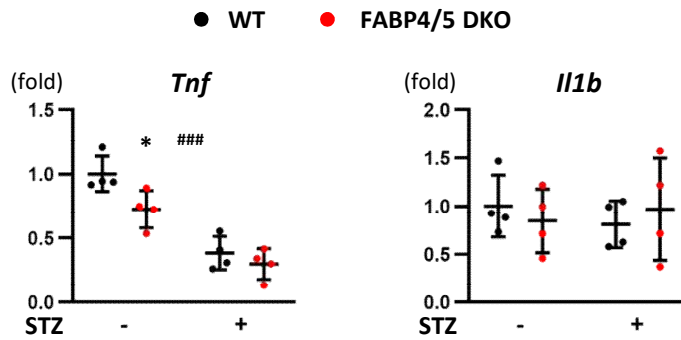 WT FABP4/5 DKO
(fold) Tnf
1.5
* ###
1.0
0.5
0.0
STZ - +
(fold) Il1b
2.0
1.5
1.0
0.5
0.0
STZ - +